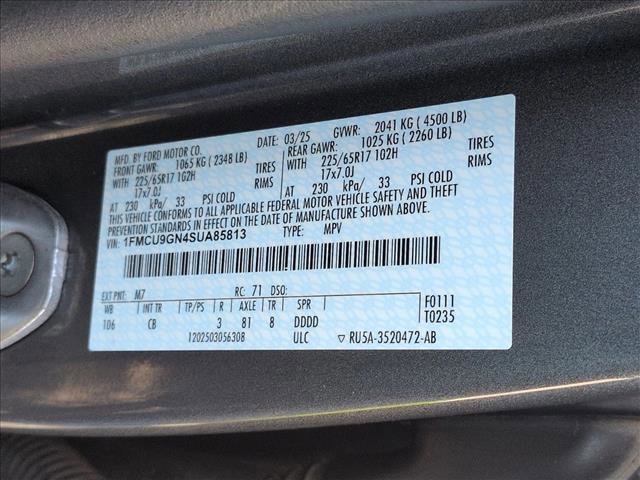 MFD. BY FORD MOTOR CO. DATE: 03/25 GVWR: 2041 KG ( 4500 LB)
FRONT GAWR: 1065 KG ( 2348 LB) REAR GAWR: 1025 KG ( 2260 LB)
WITH 225/65R17 102H TIRES WITH 225/65R17 102H TIRES
17x7.0J RIMS 17x7.0J RIMS
AT 230 kPa/ 33 PSI COLD AT 230 kPa/ 33 PSI COLD
THIS VEHICLE CONFORMS TO ALL APPLICABLE FEDERAL MOTOR VEHICLE SAFETY AND THEFT
PREVENTION STANDARDS IN EFFECT ON THE DATE OF MANUFACTURE SHOWN ABOVE.
VIN: 1FMCU9GN4SUA85813 TYPE: MPV
EXT PNT: M7 RC: 71 DSO:
WB TP/PS R AXLE TR SPR F0111
106 CB 3 81 8 DDDD T0235
1202503056308 ULC ▽ RU5A-3520472-AB